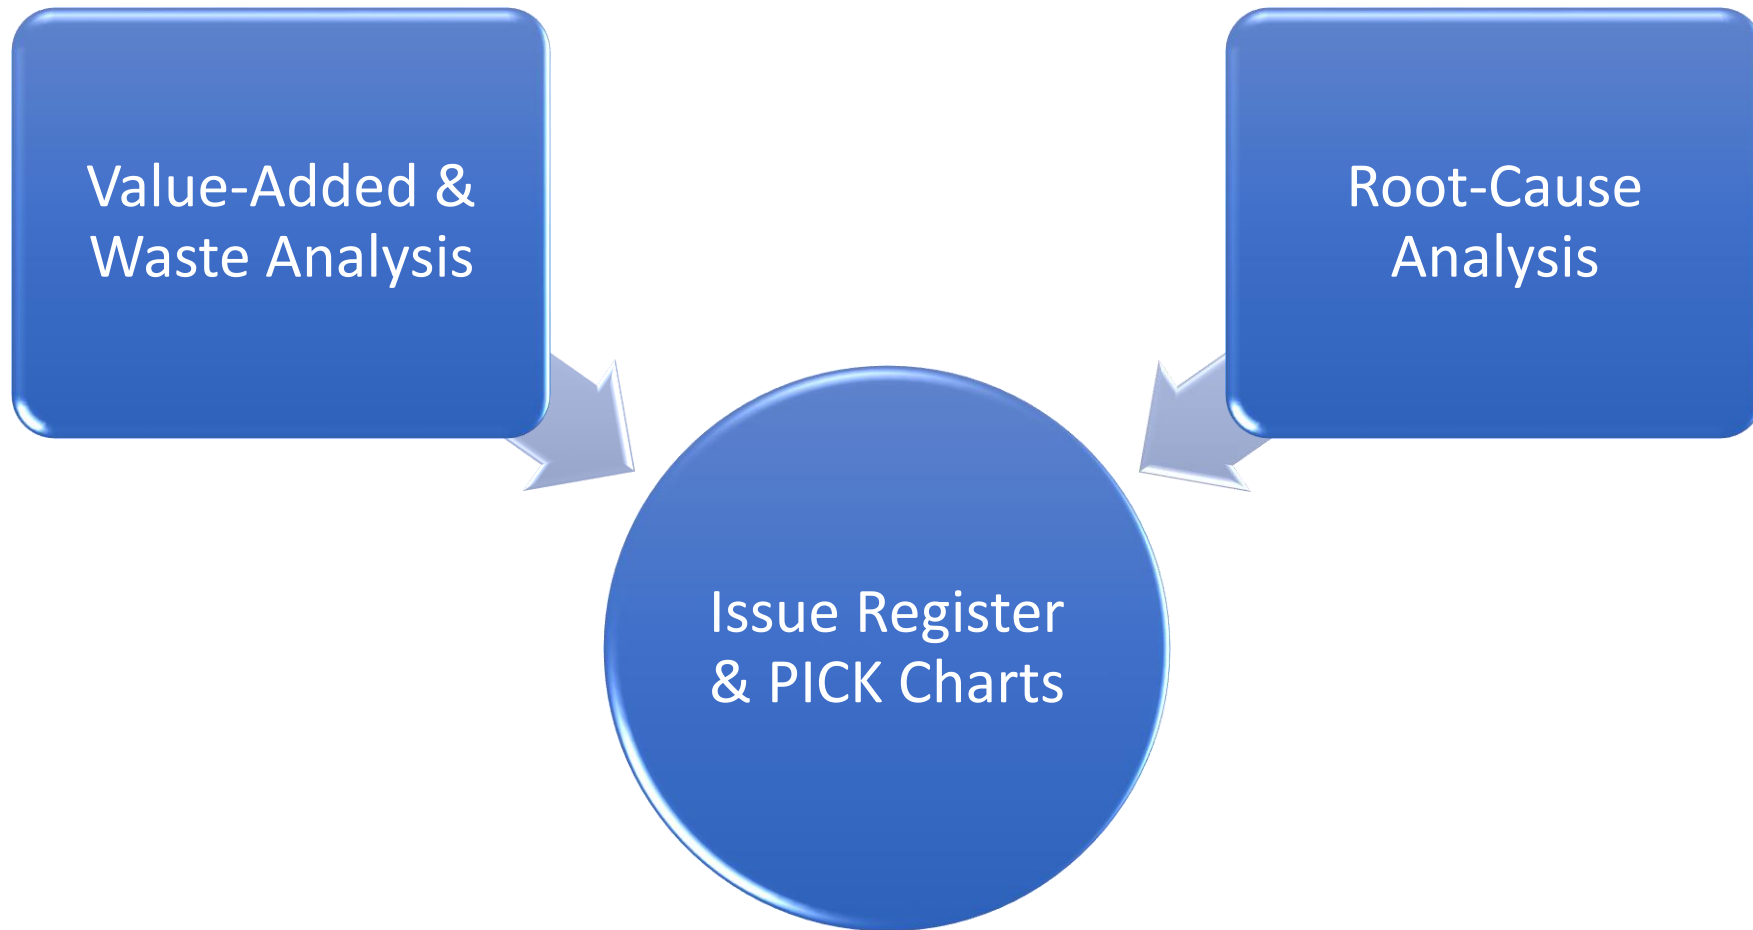 Value-Added &
Waste Analysis
Root-Cause
Analysis
Issue Register
& PICK Charts